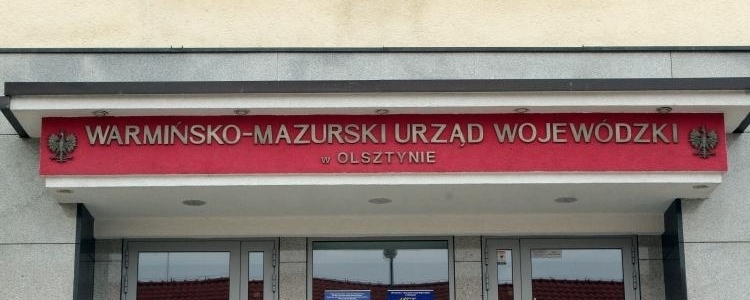 WARMIŃSKO-MAZURSKI URZĄD WOJEWÓDZKI
w OLSZTYNIE